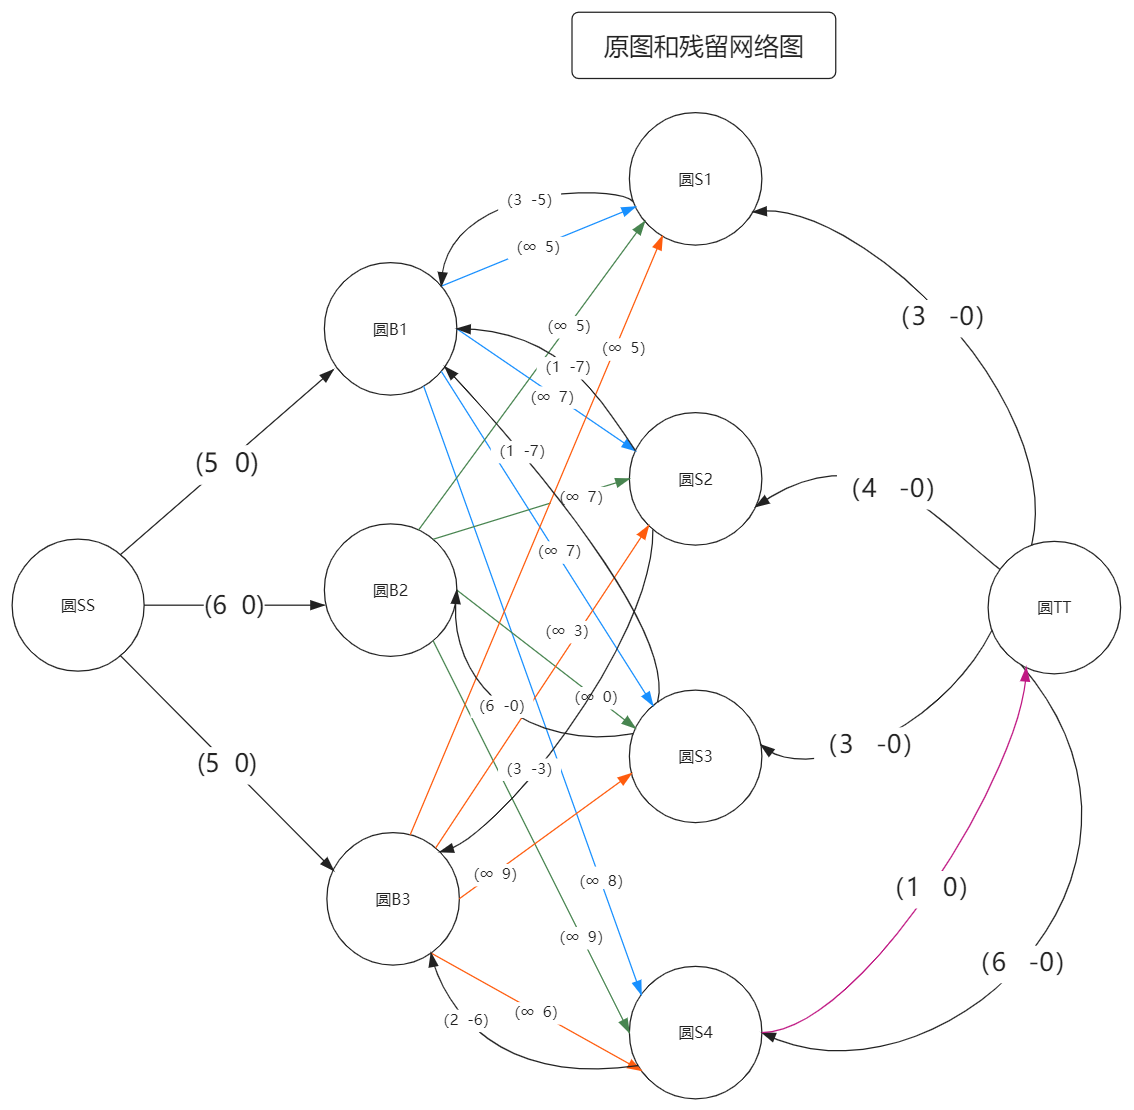 原图和残留网络图
圆S1
(3 -5)
(∞ 5)
(3 -0)
圆B1
(∞ 5)
(∞ 5)
(1 -7)
(∞ 7)
(1 -7)
(5 0)
圆S2
(4 -0)
(∞ 7)
(∞ 7)
圆B2
圆SS
(6 0)
圆TT
(∞ 3)
(∞ 0)
(6 -0)
(3 -0)
圆S3
(5 0)
(3 -3)
(∞ 9)
(∞ 8)
(1 0)
圆B3
(∞ 9)
(6 -0)
(∞ 6)
(2 -6)
圆S4